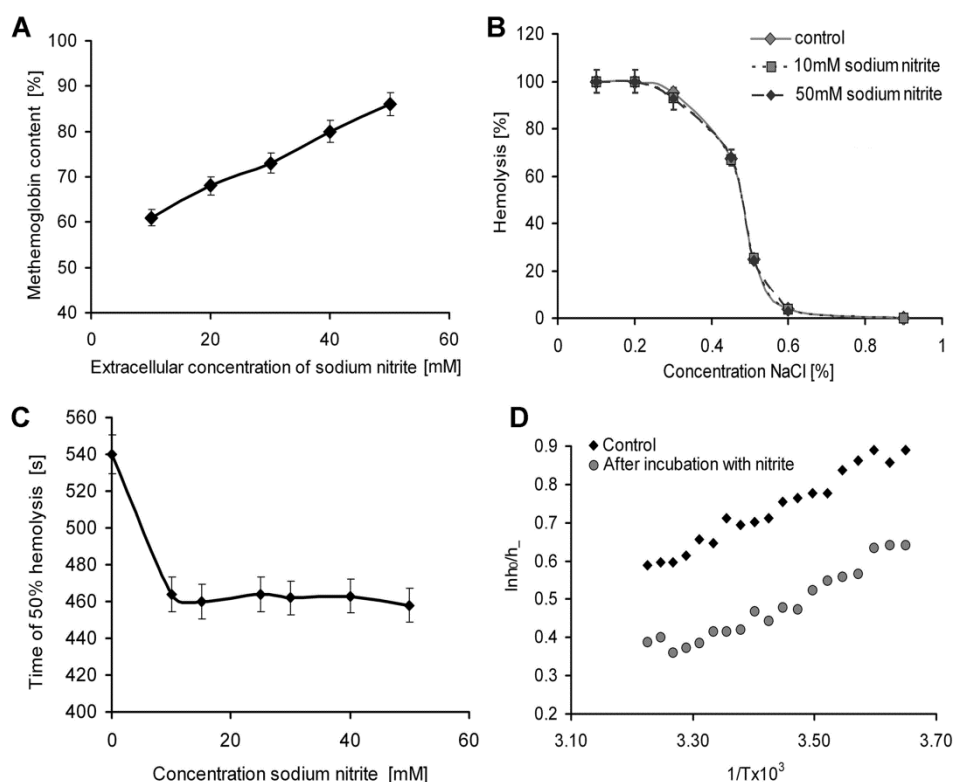 A
100
90
80
70
60
50
40
0
20
40
60
Methemoglobin content [%]
Extracellular concentration of sodium nitrite [mM]
B
control
10mM sodium nitrite
50mM sodium nitrite
120
100
80
60
40
20
0
0
0.2
0.4
0.6
0.8
1
Hemolysis [%]
Concentration NaCl [%]
C
560
540
520
500
480
460
440
420
400
0
20
40
60
Time of 50% hemolysis [s]
Concentration sodium nitrite [mM]
D
Control
After incubation with nitrite
0.9
0.8
0.7
0.6
0.5
0.4
0.3
0.2
3.10
3.30
3.50
3.70
lnh₀/h_
1/Tx10³